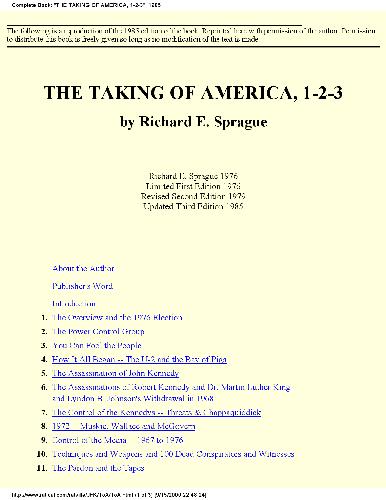 Complete Book: "THE TAKING OF AMERICA, 1-2-3", 1985
The following is a reproduction of the 1985 edition of the book. Reprinted here with permission of the author. Permission
to distribute this book is freely given so long as no modification of the text is made.
THE TAKING OF AMERICA, 1-2-3
by Richard E. Sprague
Richard E. Sprague 1976
Limited First Edition 1976
Revised Second Edition 1979
Updated Third Edition 1985
About the Author
Publisher's Word
Introduction
1. The Overview and the 1976 Election
2. The Power Control Group
3. You Can Fool the People
4. How It All Began -- The U-2 and the Bay of Pigs
5. The Assassination of John Kennedy
6. The Assassinations of Robert Kennedy and Dr. Martin Luther King
and Lyndon B. Johnson's Withdrawal in 1968
7. The Control of the Kennedys -- Threats & Chappaquiddick
8. 1972 -- Muskie, Wallace and McGovern
9. Control of the Media -- 1967 to 1976
10. Techniques and Weapons and 100 Dead Conspirators and Witnesses
11. The Pardon and the Tapes